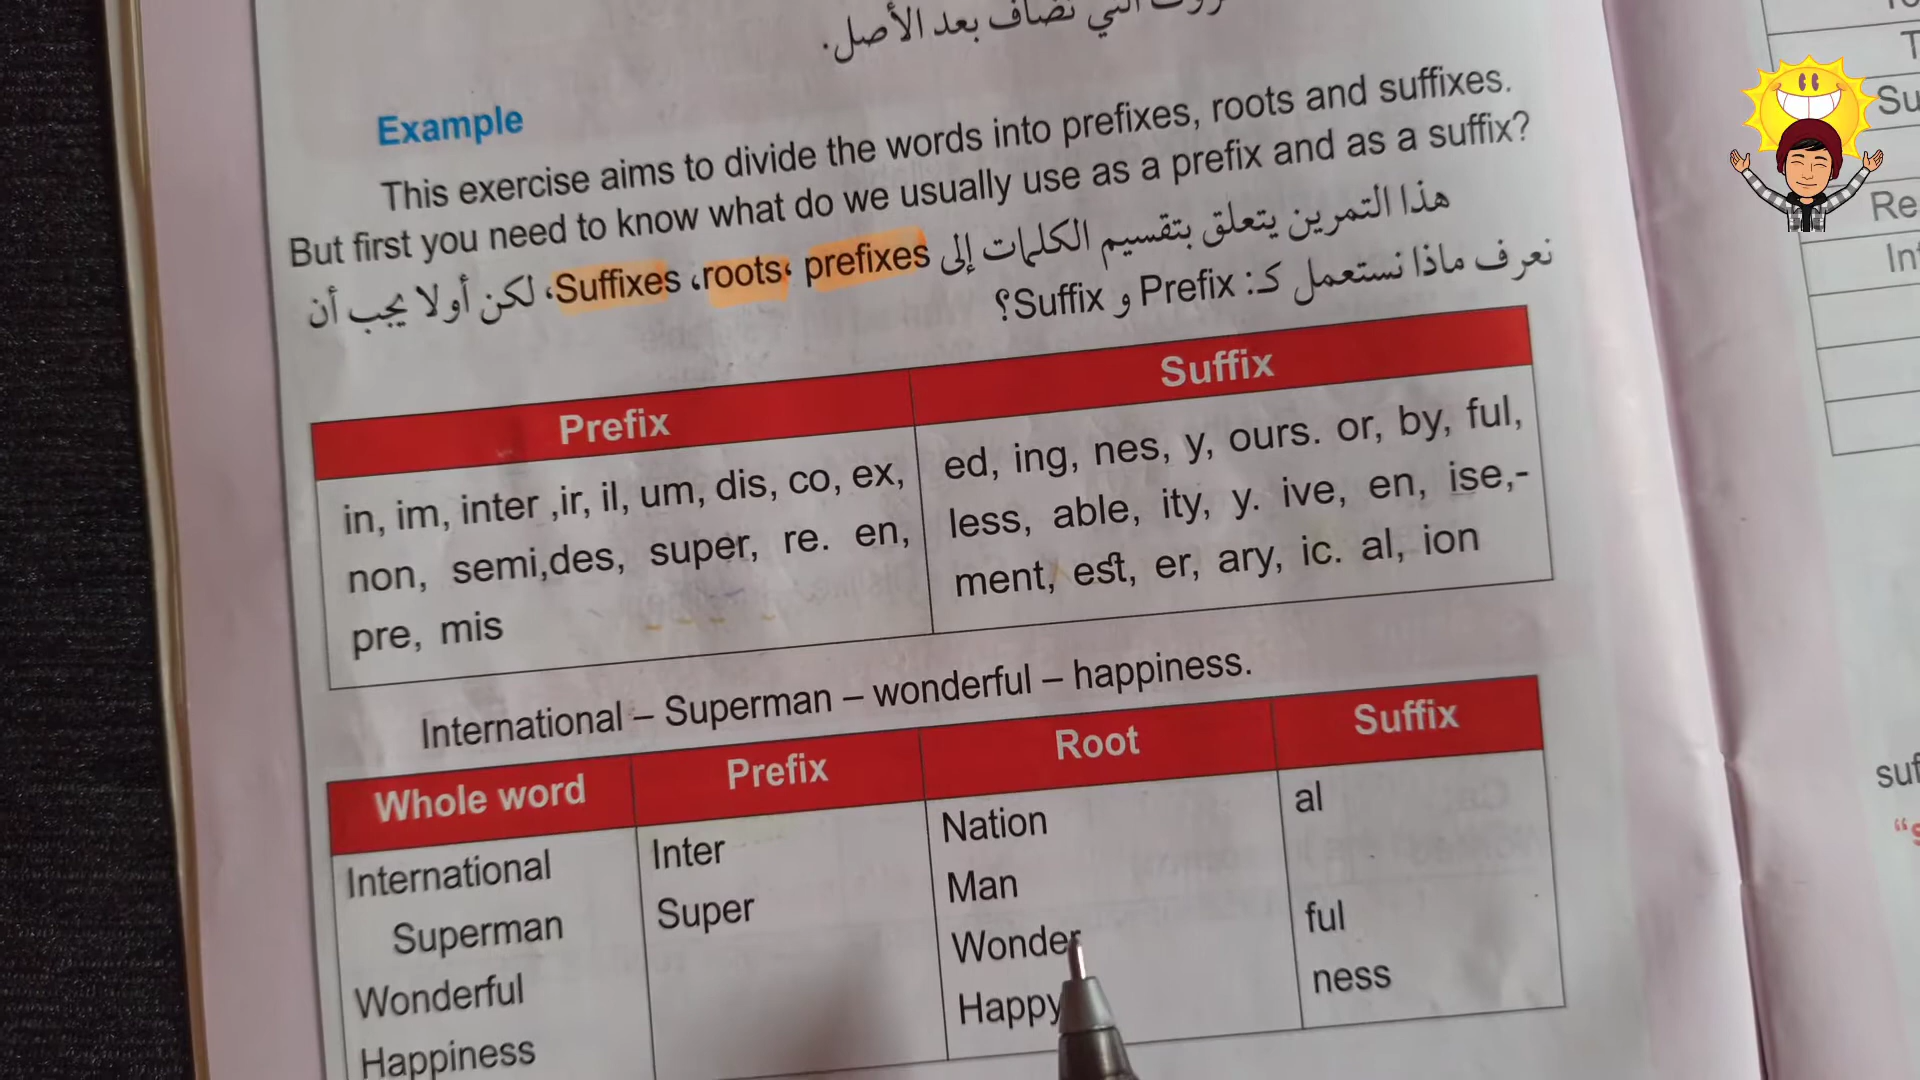 التي تضاف بعد الأصل.
Example
This exercise aims to divide the words into prefixes, roots and suffixes.
But first you need to know what do we usually use as a prefix and as a suffix?
هذا التمرين يتعلق بتقسيم الكلمات إلى prefixes، roots، Suffixes، لكن أولا يجب أن
نعرف ماذا نستعمل كـ: Prefix و Suffix؟
Prefix Suffix
in, im, inter ,ir, il, um, dis, co, ex,
non, semi,des, super, re. en,
pre, mis
ed, ing, nes, y, ours. or, by, ful,
less, able, ity, y. ive, en, ise,-
ment, est, er, ary, ic. al, ion
International – Superman – wonderful – happiness.
Whole word Prefix Root Suffix
International Inter Nation al
Superman Super Man
Wonderful Wonder ful
Happiness Happy ness
Su
Re
In
suf